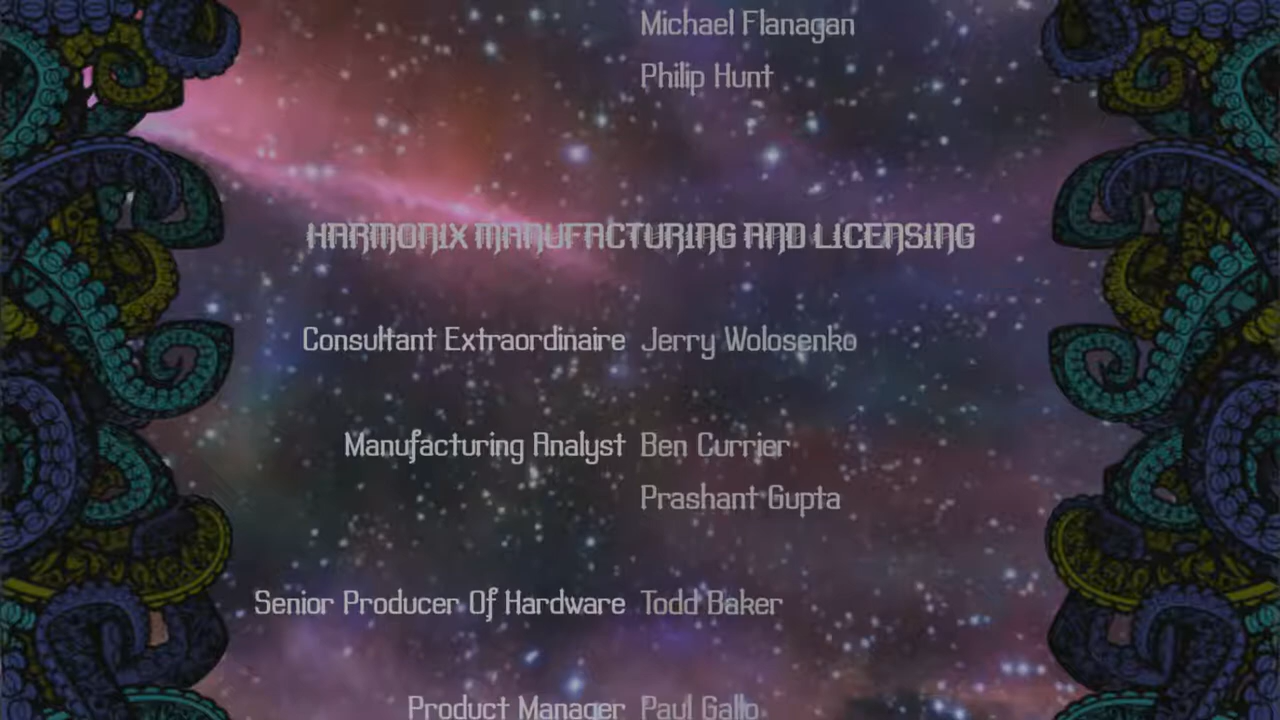 Michael Flanagan
Philip Hunt
HARMONIX MANUFACTURING AND LICENSING
Consultant Extraordinaire Jerry Wolosenko
Manufacturing Analyst Ben Currier
Prashant Gupta
Senior Producer Of Hardware Todd Baker
Product Manager Paul Gallo